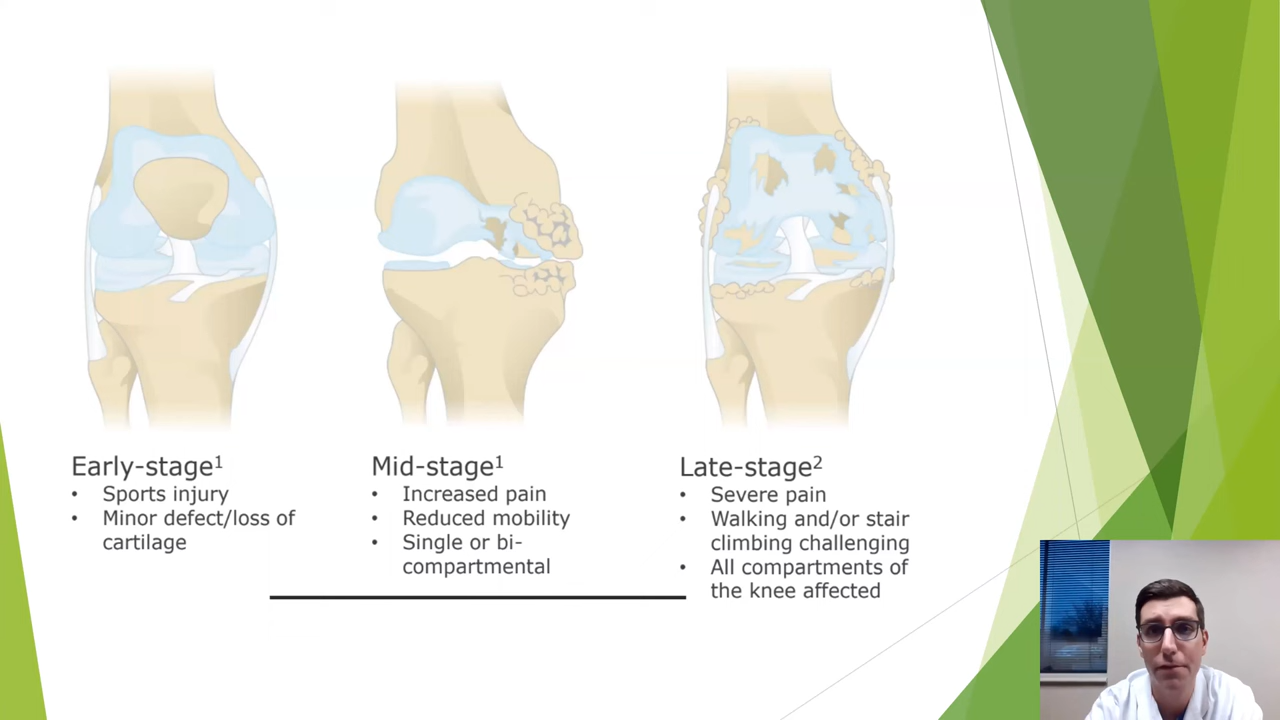 Early-stage¹
• Sports injury
• Minor defect/loss of
cartilage
Mid-stage¹
• Increased pain
• Reduced mobility
• Single or bi-
compartmental
Late-stage²
• Severe pain
• Walking and/or stair
climbing challenging
• All compartments of
the knee affected